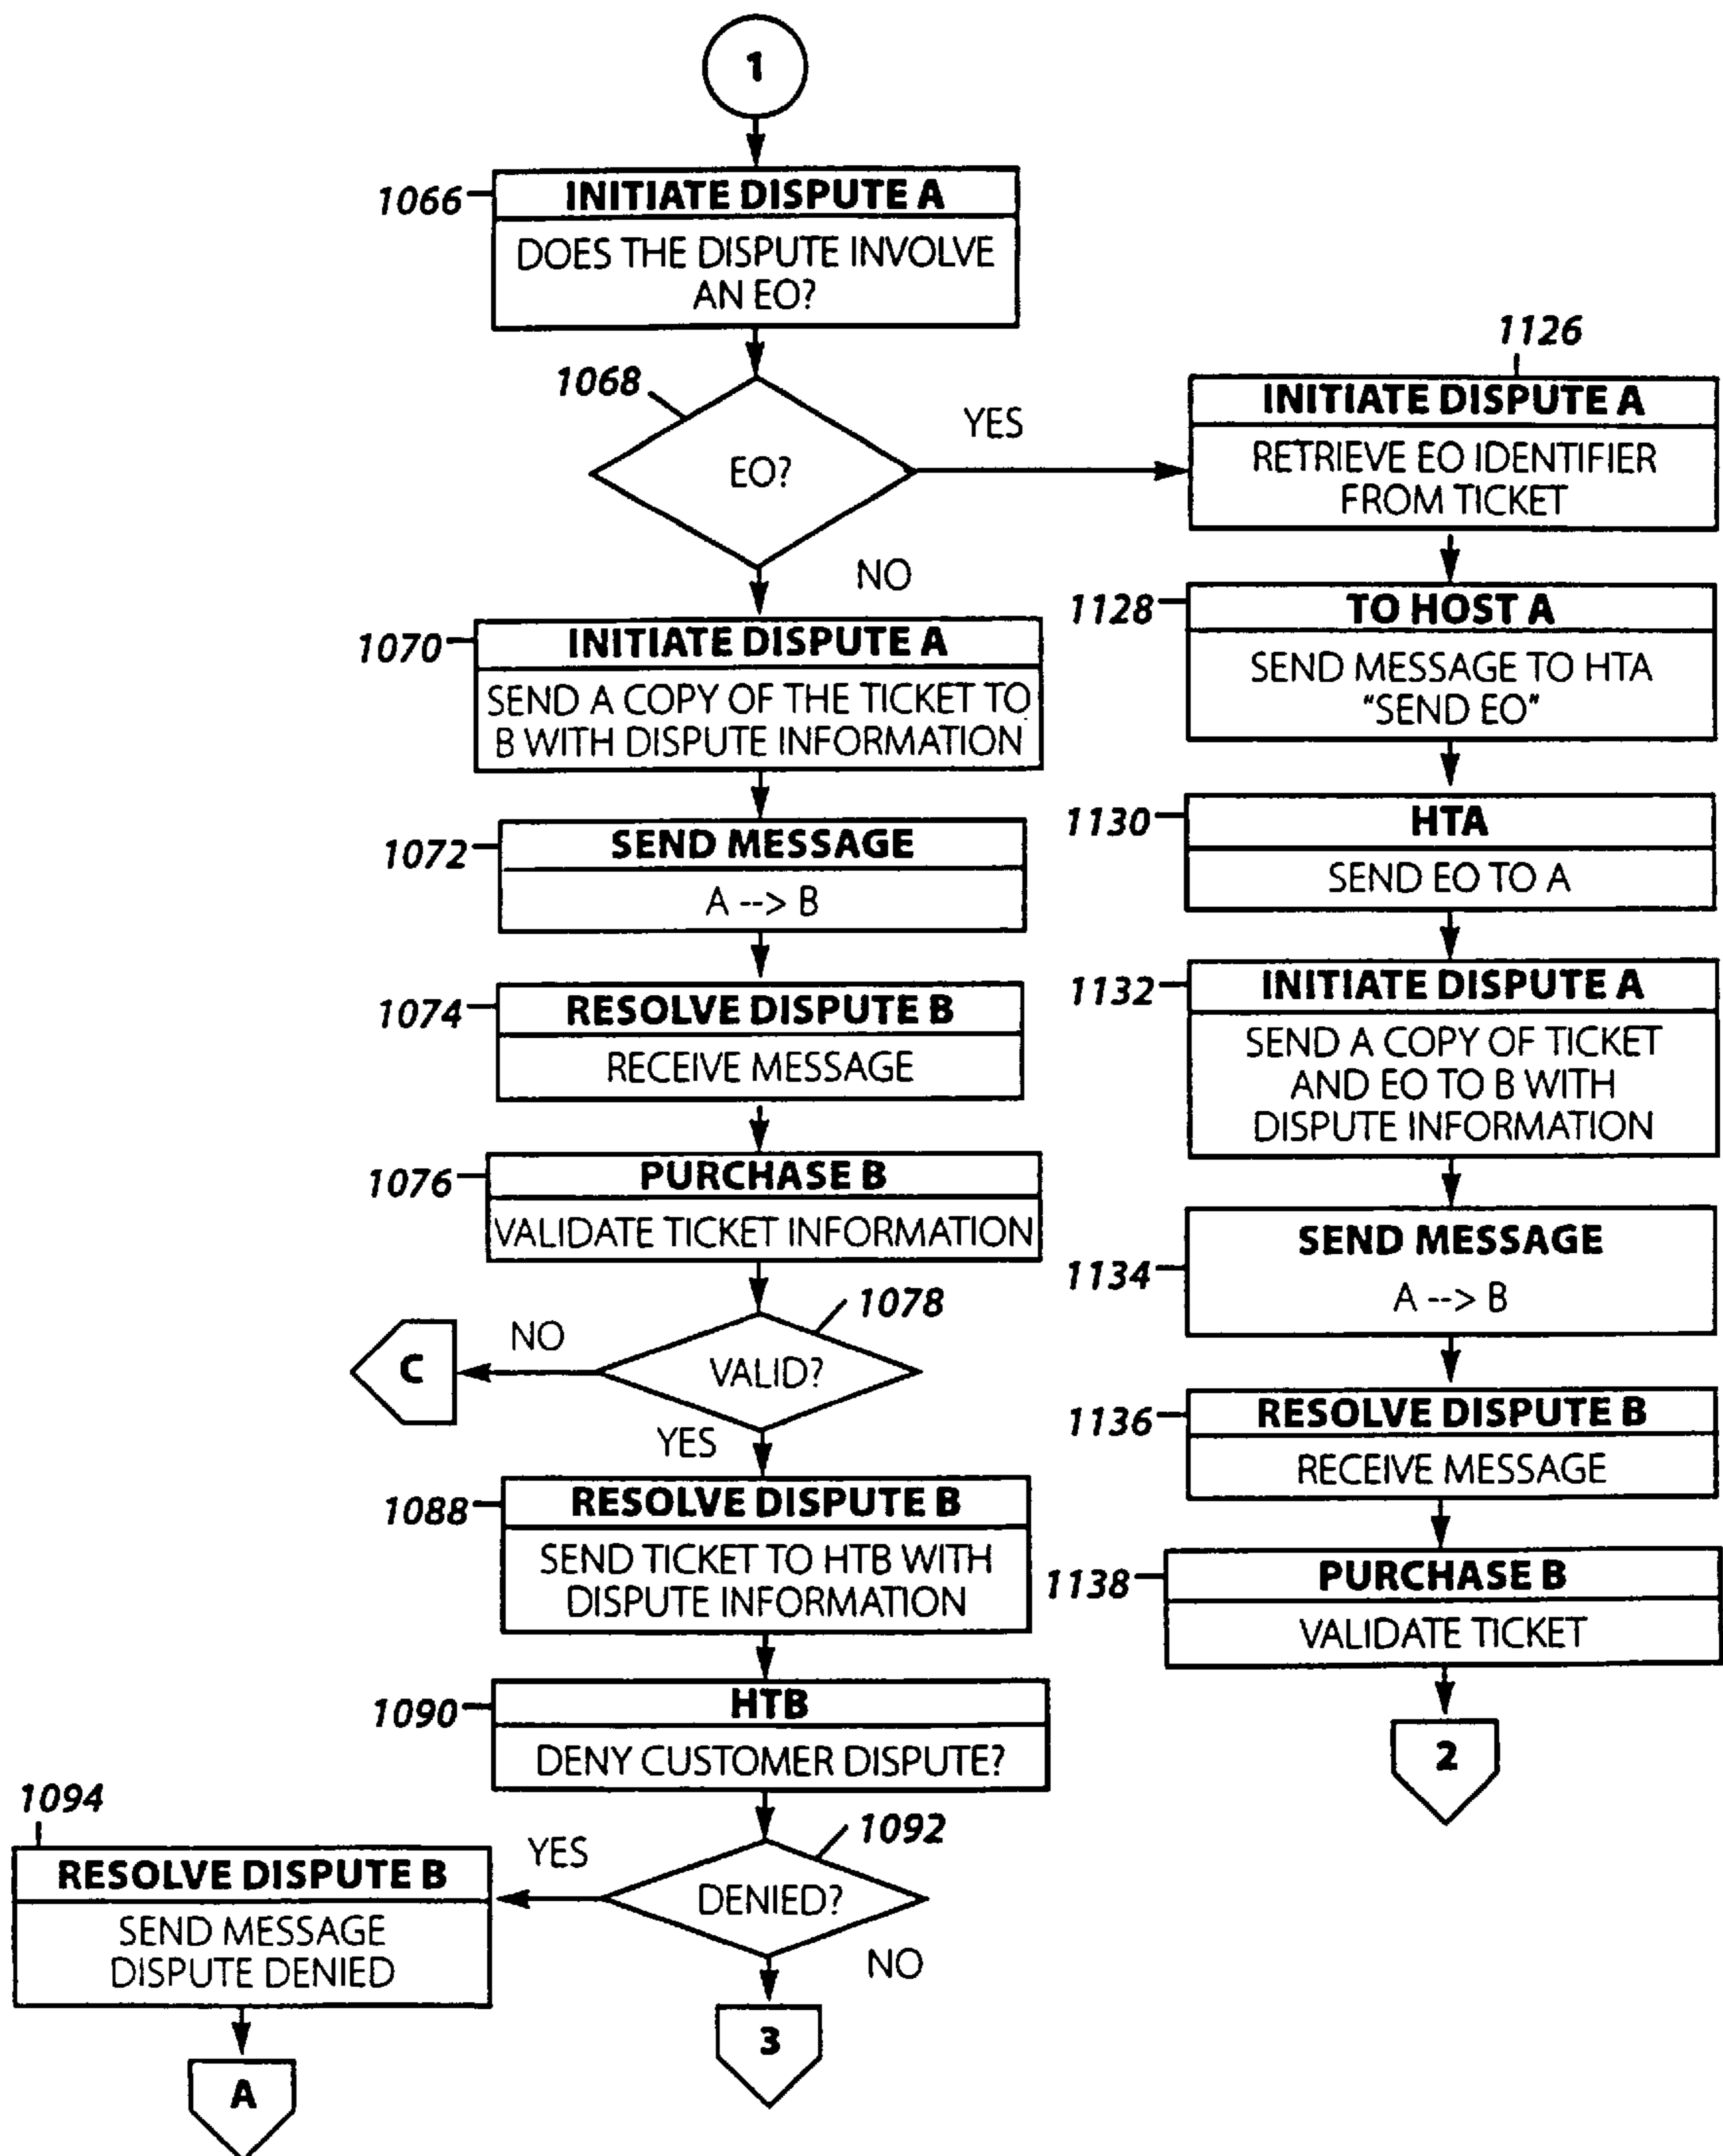 1
1066
INITIATE DISPUTE A
DOES THE DISPUTE INVOLVE
AN EO?
1068
EO?
YES
NO
1070
INITIATE DISPUTE A
SEND A COPY OF THE TICKET TO
B WITH DISPUTE INFORMATION
1072
SEND MESSAGE
A --> B
1074
RESOLVE DISPUTE B
RECEIVE MESSAGE
1076
PURCHASE B
VALIDATE TICKET INFORMATION
1078
VALID?
NO
C
YES
1088
RESOLVE DISPUTE B
SEND TICKET TO HTB WITH
DISPUTE INFORMATION
1090
HTB
DENY CUSTOMER DISPUTE?
1092
DENIED?
YES
NO
1094
RESOLVE DISPUTE B
SEND MESSAGE
DISPUTE DENIED
A
3
1126
INITIATE DISPUTE A
RETRIEVE EO IDENTIFIER
FROM TICKET
1128
TO HOST A
SEND MESSAGE TO HTA
"SEND EO"
1130
HTA
SEND EO TO A
1132
INITIATE DISPUTE A
SEND A COPY OF TICKET
AND EO TO B WITH
DISPUTE INFORMATION
1134
SEND MESSAGE
A --> B
1136
RESOLVE DISPUTE B
RECEIVE MESSAGE
1138
PURCHASE B
VALIDATE TICKET
2